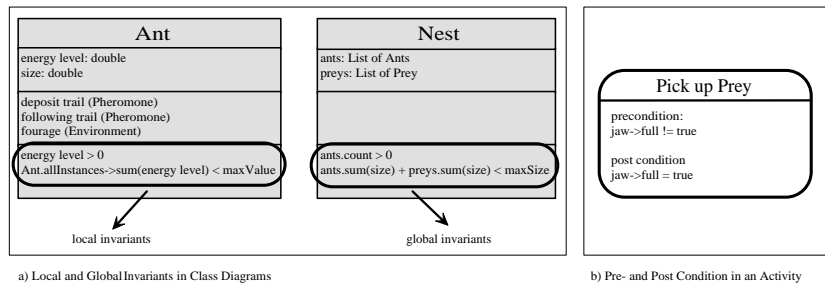 Ant
energy level: double
size: double
deposit trail (Pheromone)
following trail (Pheromone)
fourage (Environment)
energy level > 0
Ant.allInstances->sum(energy level) < maxValue
local invariants
Nest
ants: List of Ants
preys: List of Prey
ants.count > 0
ants.sum(size) + preys.sum(size) < maxSize
global invariants
a) Local and Global Invariants in Class Diagrams
Pick up Prey
precondition:
jaw->full != true
post condition
jaw->full = true
b) Pre- and Post Condition in an Activity